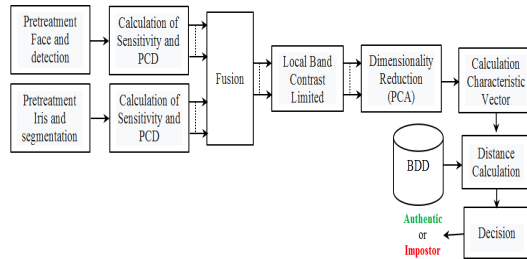 Pretreatment
Face and
detection
Calculation of
Sensitivity and
PCD
Pretreatment
Iris and
segmentation
Calculation of
Sensitivity and
PCD
Fusion
Local Band
Contrast
Limited
Dimensionality
Reduction
(PCA)
Calculation
Characteristic
Vector
BDD
Distance
Calculation
Decision
Authentic
or
Impostor